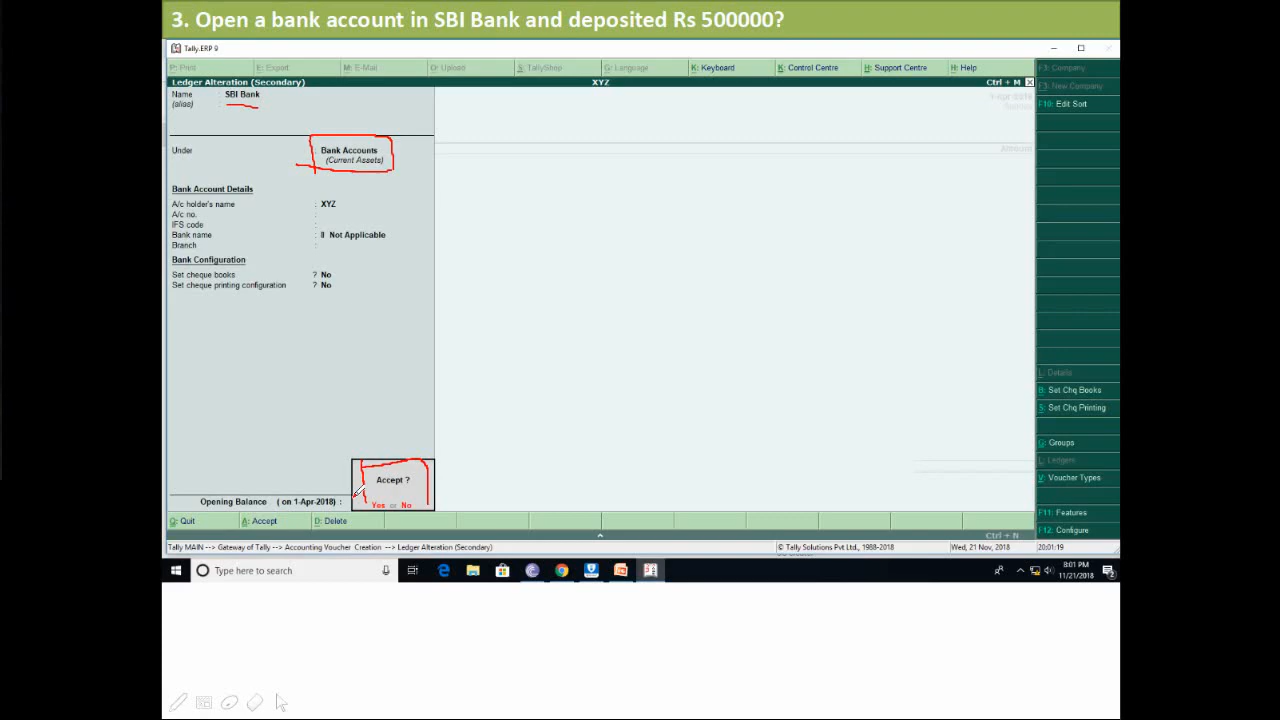 3. Open a bank account in SBI Bank and deposited Rs 500000?
Tally.ERP 9
P: Print E: Export M: E-Mail O: Upload S: TallyShop G: Language K: Keyboard K: Control Centre H: Support Centre H: Help
F3: Company
Ledger Alteration (Secondary) XYZ Ctrl + M
F3: New Company
Name : SBI Bank
(alias) :
F10: Edit Sort
Under : Bank Accounts
(Current Assets)
Amount
Bank Account Details
A/c holder's name : XYZ
A/c no. :
IFS code :
Bank name : Not Applicable
Branch :
Bank Configuration
Set cheque books ? No
Set cheque printing configuration ? No
L: Details
B: Set Chq Books
S: Set Chq Printing
G: Groups
L: Ledgers
V: Voucher Types
Accept ?
Yes or No
Opening Balance ( on 1-Apr-2018) :
F11: Features
Q: Quit A: Accept D: Delete
F12: Configure
Ctrl + N
Tally MAIN --> Gateway of Tally --> Accounting Voucher Creation --> Ledger Alteration (Secondary) © Tally Solutions Pvt Ltd., 1988-2018 Wed, 21 Nov, 2018 20:01:19
Type here to search
8:01 PM
11/21/2018